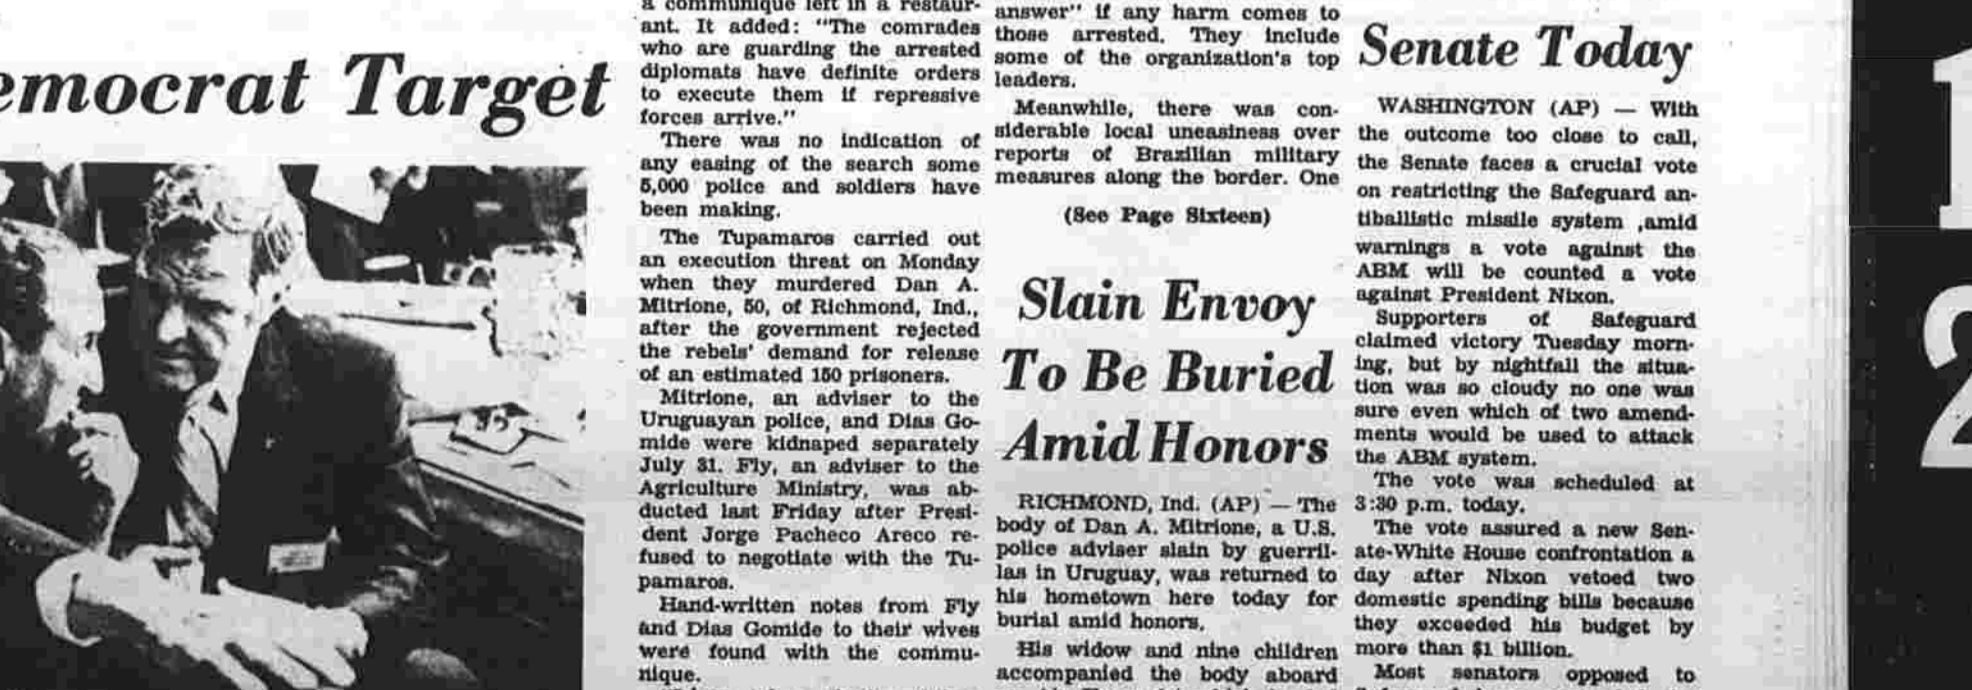 emocrat Target
a communique left in a restaur-
ant. It added: "The comrades
who are guarding the arrested
diplomats have definite orders
to execute them if repressive
forces arrive."
There was no indication of
any easing of the search some
5,000 police and soldiers have
been making.
The Tupamaros carried out
an execution threat on Monday
when they murdered Dan A.
Mitrione, 50, of Richmond, Ind.,
after the government rejected
the rebels' demand for release
of an estimated 150 prisoners.
Mitrione, an adviser to the
Uruguayan police, and Dias Go-
mide were kidnaped separately
July 31. Fly, an adviser to the
Agriculture Ministry, was ab-
ducted last Friday after Presi-
dent Jorge Pacheco Areco re-
fused to negotiate with the Tu-
pamaros.
Hand-written notes from Fly
and Dias Gomide to their wives
were found with the commu-
nique.
answer" if any harm comes to
those arrested. They include
some of the organization's top
leaders.
Meanwhile, there was con-
siderable local uneasiness over
reports of Brazilian military
measures along the border. One
(See Page Sixteen)
Slain Envoy
To Be Buried
Amid Honors
RICHMOND, Ind. (AP) — The
body of Dan A. Mitrione, a U.S.
police adviser slain by guerril-
las in Uruguay, was returned to
his hometown here today for
burial amid honors.
His widow and nine children
accompanied the body aboard
Senate Today
WASHINGTON (AP) — With
the outcome too close to call,
the Senate faces a crucial vote
on restricting the Safeguard an-
tiballistic missile system ,amid
warnings a vote against the
ABM will be counted a vote
against President Nixon.
Supporters of Safeguard
claimed victory Tuesday morn-
ing, but by nightfall the situa-
tion was so cloudy no one was
sure even which of two amend-
ments would be used to attack
the ABM system.
The vote was scheduled at
3:30 p.m. today.
The vote assured a new Sen-
ate-White House confrontation a
day after Nixon vetoed two
domestic spending bills because
they exceeded his budget by
more than $1 billion.
Most senators opposed to
1
2